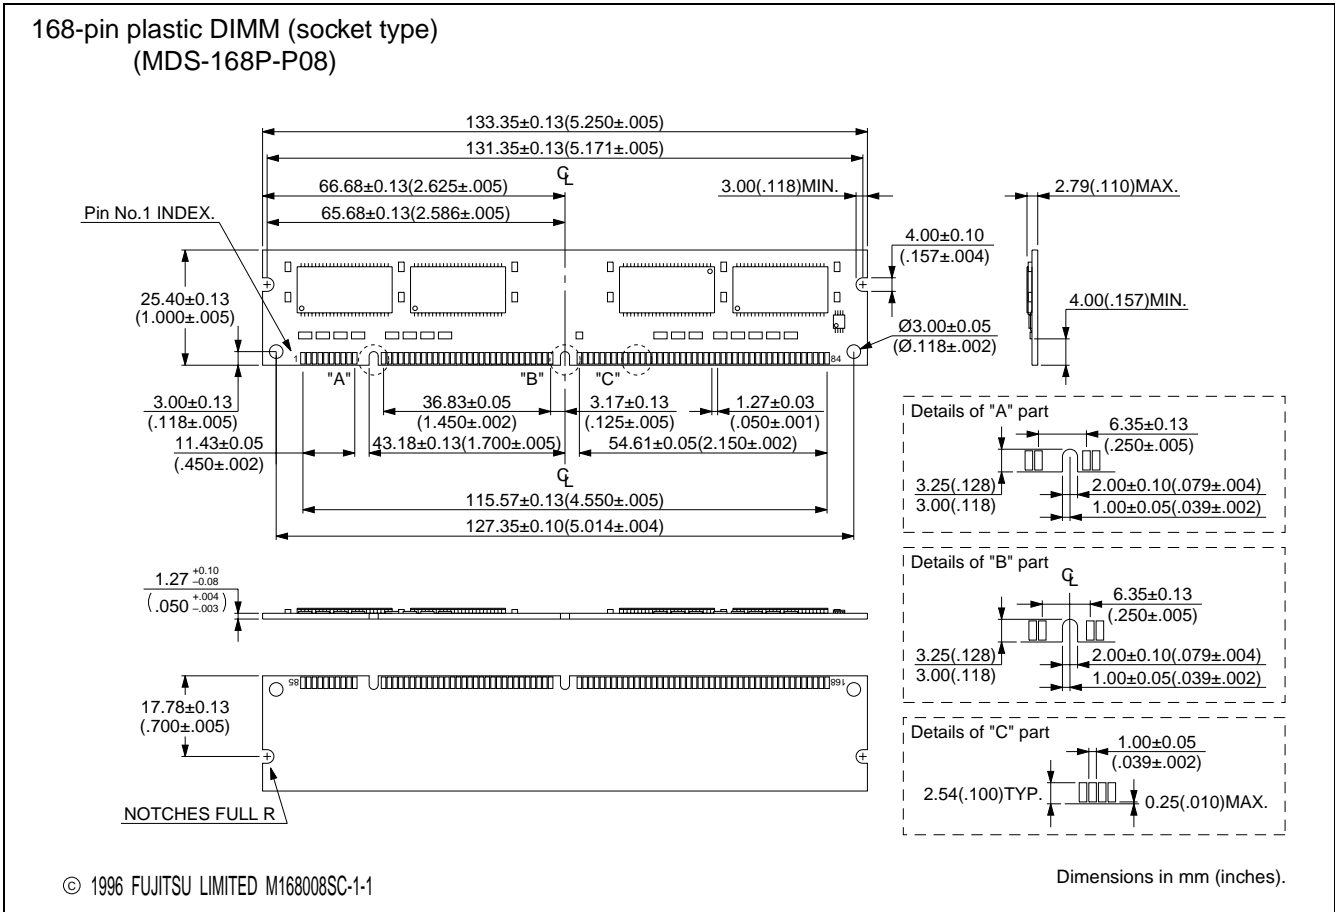 168-pin plastic DIMM (socket type)
(MDS-168P-P08)
133.35±0.13(5.250±.005)
131.35±0.13(5.171±.005)
℄
66.68±0.13(2.625±.005)
3.00(.118)MIN.
2.79(.110)MAX.
65.68±0.13(2.586±.005)
Pin No.1 INDEX.
4.00±0.10
(.157±.004)
25.40±0.13
(1.000±.005)
4.00(.157)MIN.
Ø3.00±0.05
(Ø.118±.002)
1
84
"A"
"B"
"C"
3.00±0.13
(.118±.005)
36.83±0.05
(1.450±.002)
3.17±0.13
(.125±.005)
1.27±0.03
(.050±.001)
11.43±0.05
(.450±.002)
43.18±0.13(1.700±.005)
54.61±0.05(2.150±.002)
℄
115.57±0.13(4.550±.005)
127.35±0.10(5.014±.004)
Details of "A" part
6.35±0.13
(.250±.005)
3.25(.128)
3.00(.118)
2.00±0.10(.079±.004)
1.00±0.05(.039±.002)
1.27 +0.10 −0.08
(.050 +.004 −.003)
Details of "B" part
℄
6.35±0.13
(.250±.005)
3.25(.128)
3.00(.118)
2.00±0.10(.079±.004)
1.00±0.05(.039±.002)
85
168
17.78±0.13
(.700±.005)
NOTCHES FULL R
Details of "C" part
1.00±0.05
(.039±.002)
2.54(.100)TYP.
0.25(.010)MAX.
© 1996 FUJITSU LIMITED M168008SC-1-1
Dimensions in mm (inches).